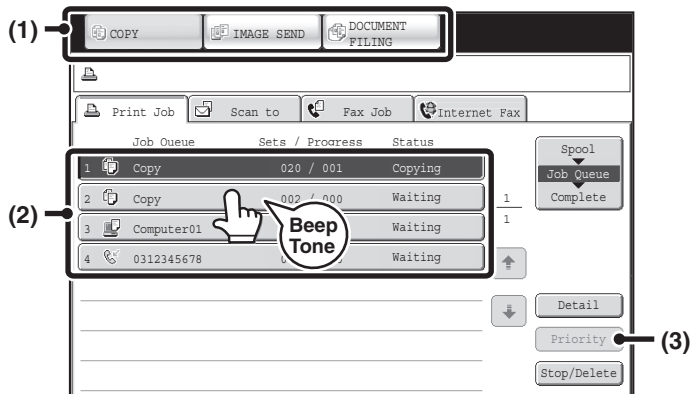 (1)
COPY
IMAGE SEND
DOCUMENT
FILING
Print Job
Scan to
Fax Job
Internet Fax
Job Queue Sets / Progress Status
1 Copy 020 / 001 Copying
2 Copy 002 / 000 Waiting
3 Computer01 Waiting
4 0312345678 Waiting
(2)
Beep
Tone
1
1
Spool
Job Queue
Complete
Detail
Priority
(3)
Stop/Delete